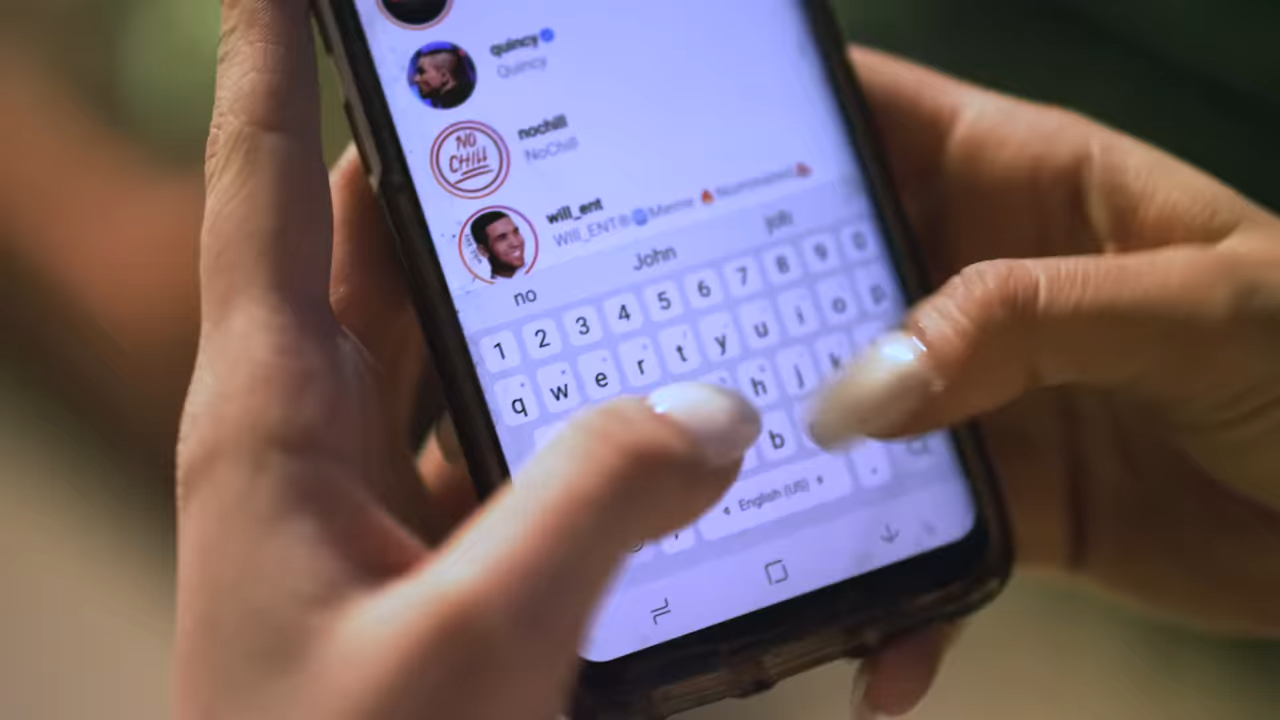 quincy
Quincy
NO
CHILL
nochill
NoChill
will_ent
Will_ENT®
no John
1 2 3 4 5 6 7 8 9 0
q w e r t y u i o p
h j k
b
.
English (US)